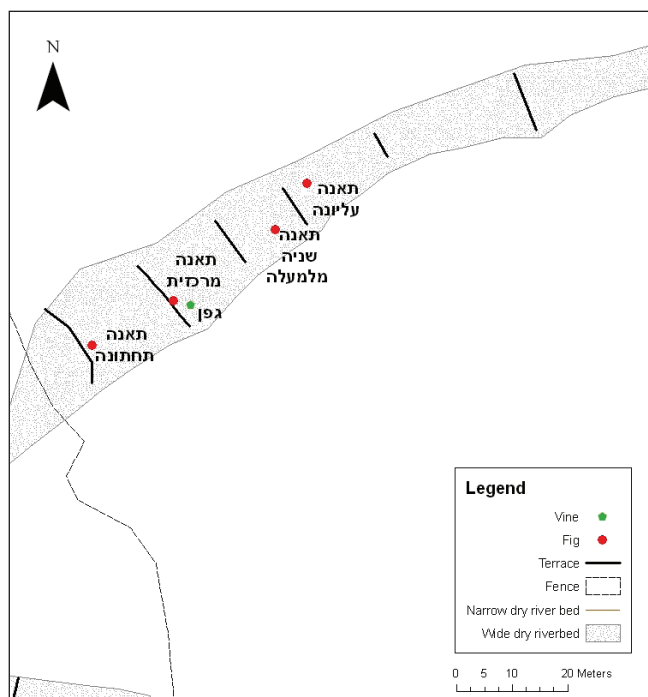 N
תאנה
עליונה
תאנה
שניה
מלמעלה
תאנה
מרכזית
גפן
תאנה
תחתונה
Legend
Vine
Fig
Terrace
Fence
Narrow dry river bed
Wide dry riverbed
0 5 10 20 Meters